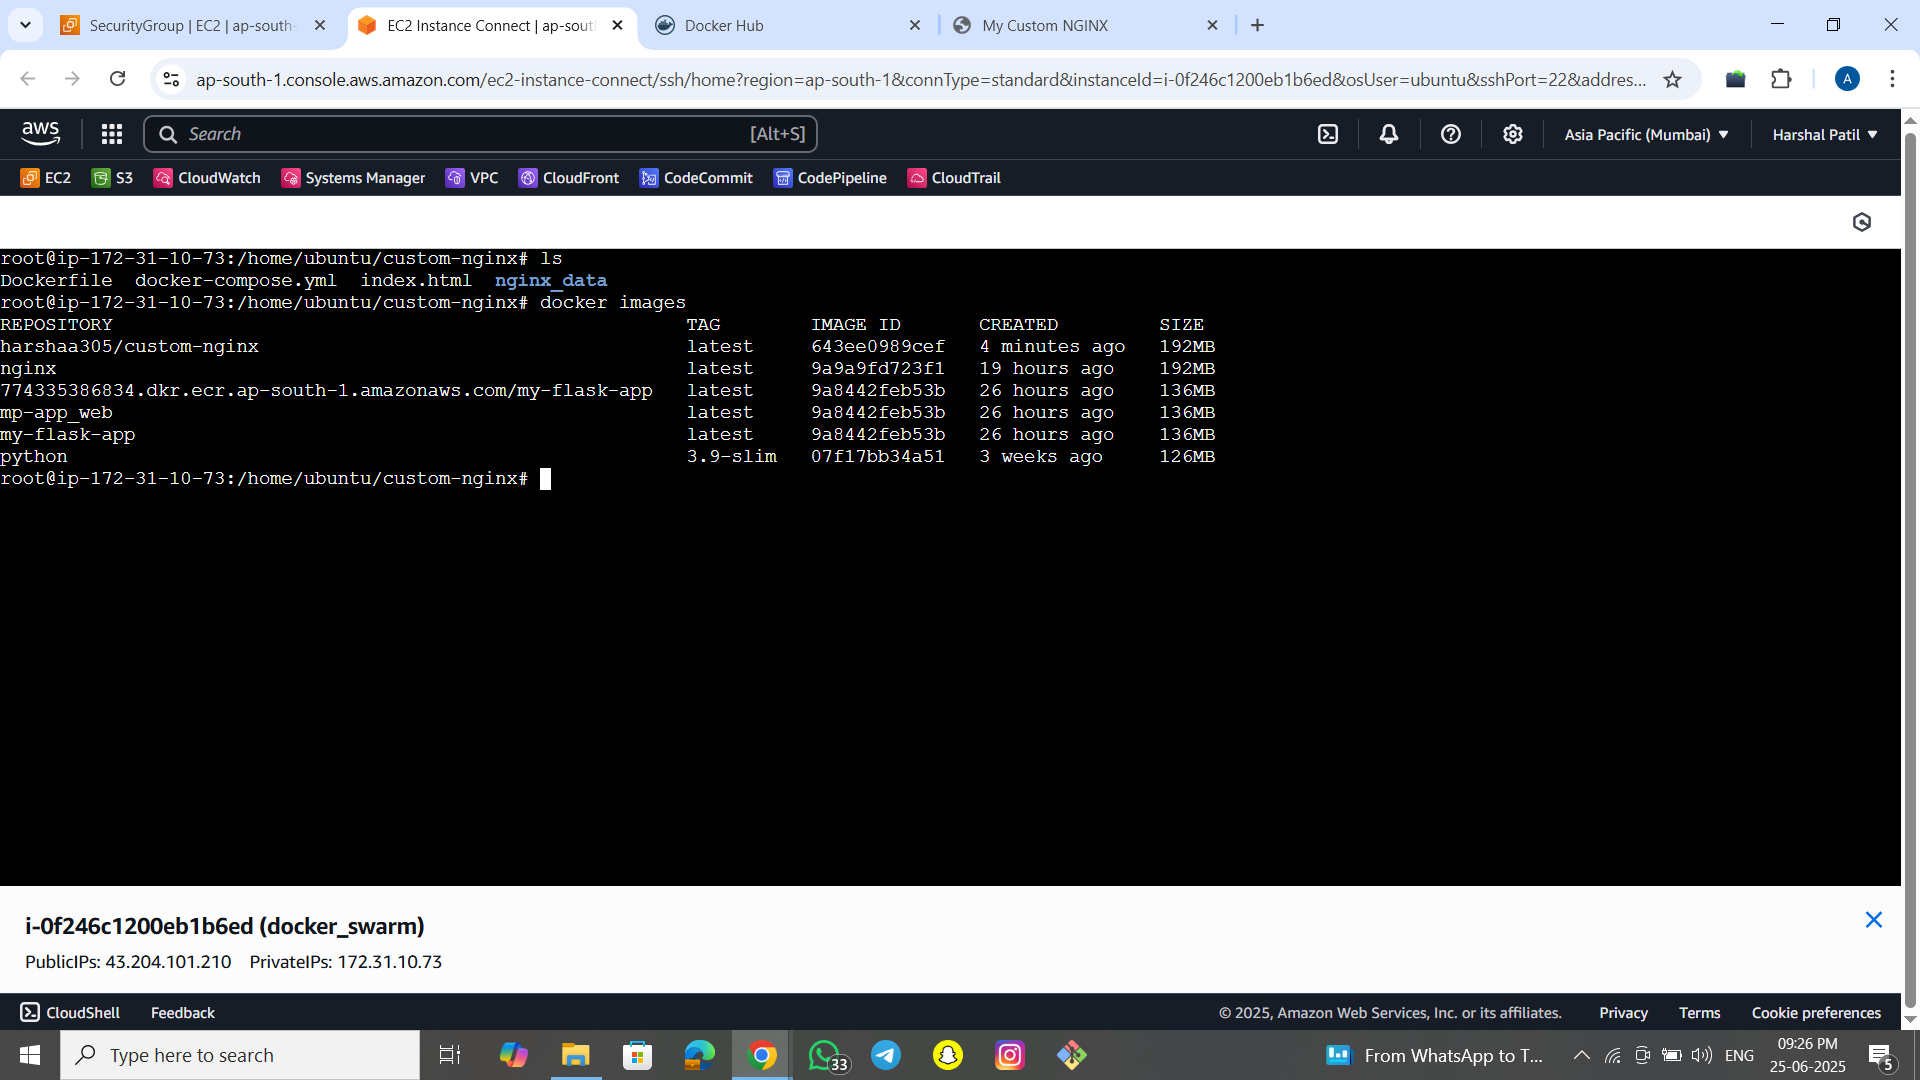 SecurityGroup | EC2 | ap-south-
EC2 Instance Connect | ap-sout
Docker Hub
My Custom NGINX
ap-south-1.console.aws.amazon.com/ec2-instance-connect/ssh/home?region=ap-south-1&connType=standard&instanceId=i-0f246c1200eb1b6ed&osUser=ubuntu&sshPort=22&addres...
A
aws
Search
[Alt+S]
Asia Pacific (Mumbai)
Harshal Patil
EC2 S3 CloudWatch Systems Manager VPC CloudFront CodeCommit CodePipeline CloudTrail
root@ip-172-31-10-73:/home/ubuntu/custom-nginx# ls
Dockerfile docker-compose.yml index.html nginx_data
root@ip-172-31-10-73:/home/ubuntu/custom-nginx# docker images
REPOSITORY TAG IMAGE ID CREATED SIZE
harshaa305/custom-nginx latest 643ee0989cef 4 minutes ago 192MB
nginx latest 9a9a9fd723f1 19 hours ago 192MB
774335386834.dkr.ecr.ap-south-1.amazonaws.com/my-flask-app latest 9a8442feb53b 26 hours ago 136MB
mp-app_web latest 9a8442feb53b 26 hours ago 136MB
my-flask-app latest 9a8442feb53b 26 hours ago 136MB
python 3.9-slim 07f17bb34a51 3 weeks ago 126MB
root@ip-172-31-10-73:/home/ubuntu/custom-nginx#
i-0f246c1200eb1b6ed (docker_swarm)
PublicIPs: 43.204.101.210 PrivateIPs: 172.31.10.73
CloudShell Feedback
© 2025, Amazon Web Services, Inc. or its affiliates. Privacy Terms Cookie preferences
Type here to search
33
From WhatsApp to T...
ENG
09:26 PM
25-06-2025
5